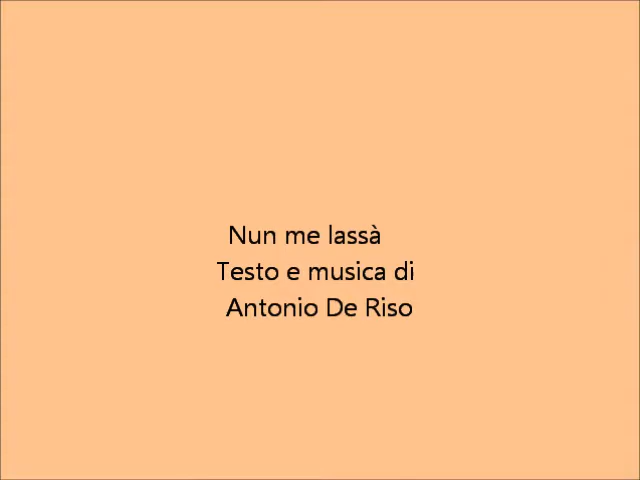 Nun me lassà
Testo e musica di
Antonio De Riso